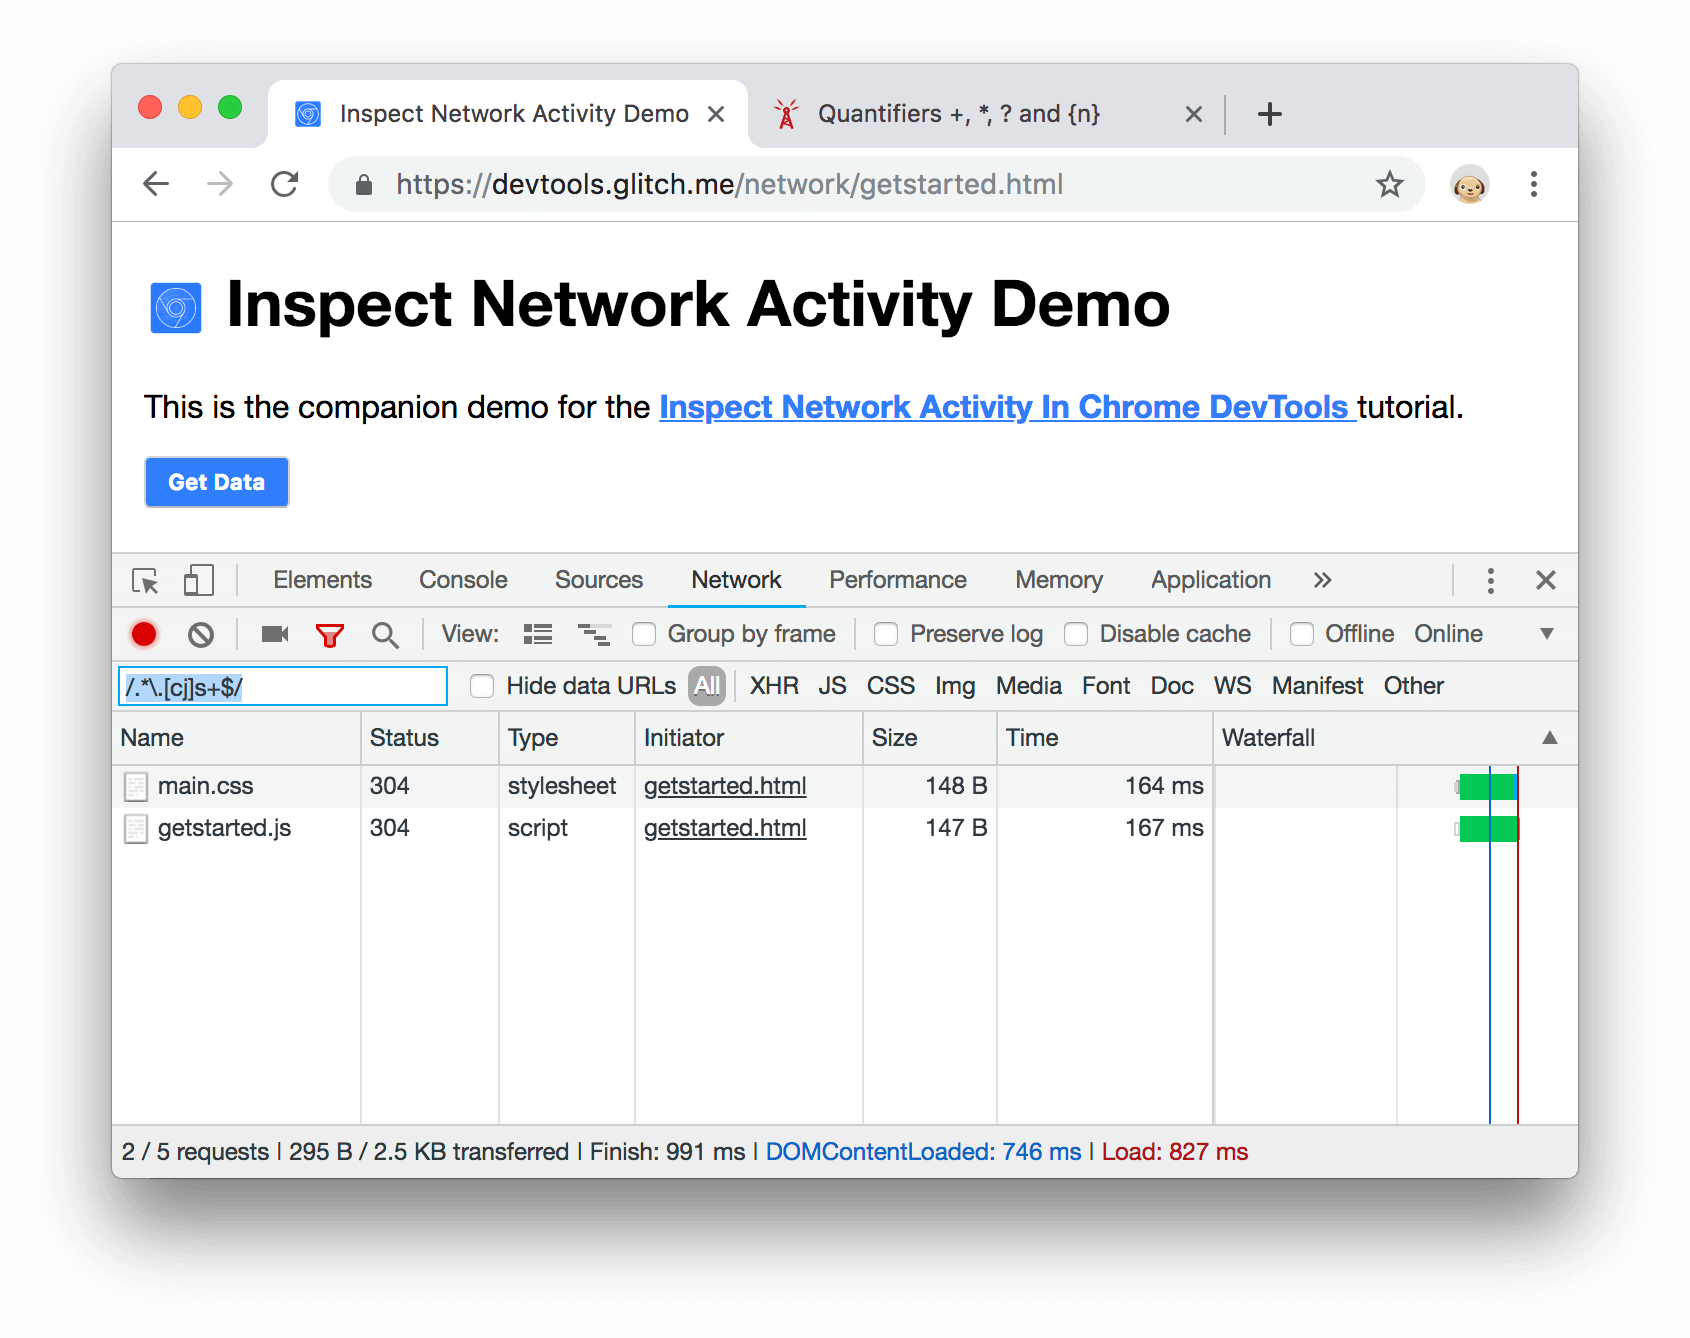 Inspect Network Activity Demo
Quantifiers +, *, ? and {n}
https://devtools.glitch.me/network/getstarted.html
Inspect Network Activity Demo
This is the companion demo for the Inspect Network Activity In Chrome DevTools tutorial.
Get Data
Elements Console Sources Network Performance Memory Application
View: Group by frame Preserve log Disable cache Offline Online
/.*\.[cj]s+$/ Hide data URLs All XHR JS CSS Img Media Font Doc WS Manifest Other
Name Status Type Initiator Size Time Waterfall
main.css 304 stylesheet getstarted.html 148 B 164 ms
getstarted.js 304 script getstarted.html 147 B 167 ms
2 / 5 requests | 295 B / 2.5 KB transferred | Finish: 991 ms | DOMContentLoaded: 746 ms | Load: 827 ms